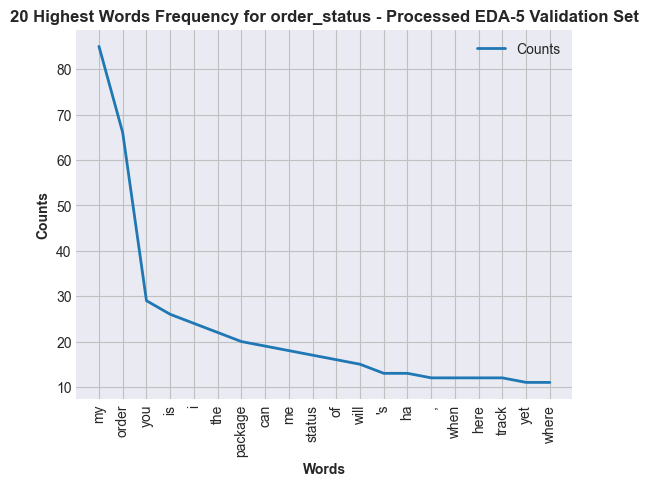 20 Highest Words Frequency for order_status - Processed EDA-5 Validation Set
Counts
80
70
60
50
40
30
20
10
Counts
my
order
you
is
i
the
package
can
me
status
of
will
's
ha
,
when
here
track
yet
where
Words